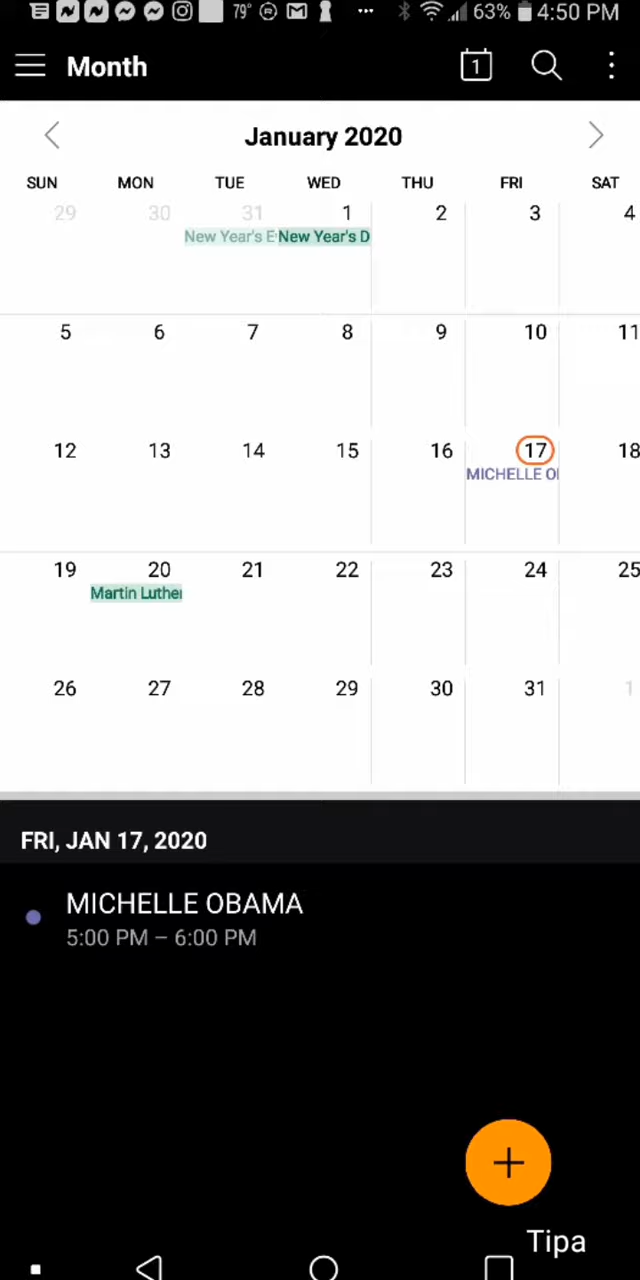 79° 63% 4:50 PM
Month 1
January 2020
SUN MON TUE WED THU FRI SAT
29 30 31 1 2 3 4
New Year's E New Year's D
5 6 7 8 9 10 11
12 13 14 15 16 17 18
MICHELLE O
19 20 21 22 23 24 25
Martin Luther
26 27 28 29 30 31 1
FRI, JAN 17, 2020
MICHELLE OBAMA
5:00 PM – 6:00 PM
+
Tipa